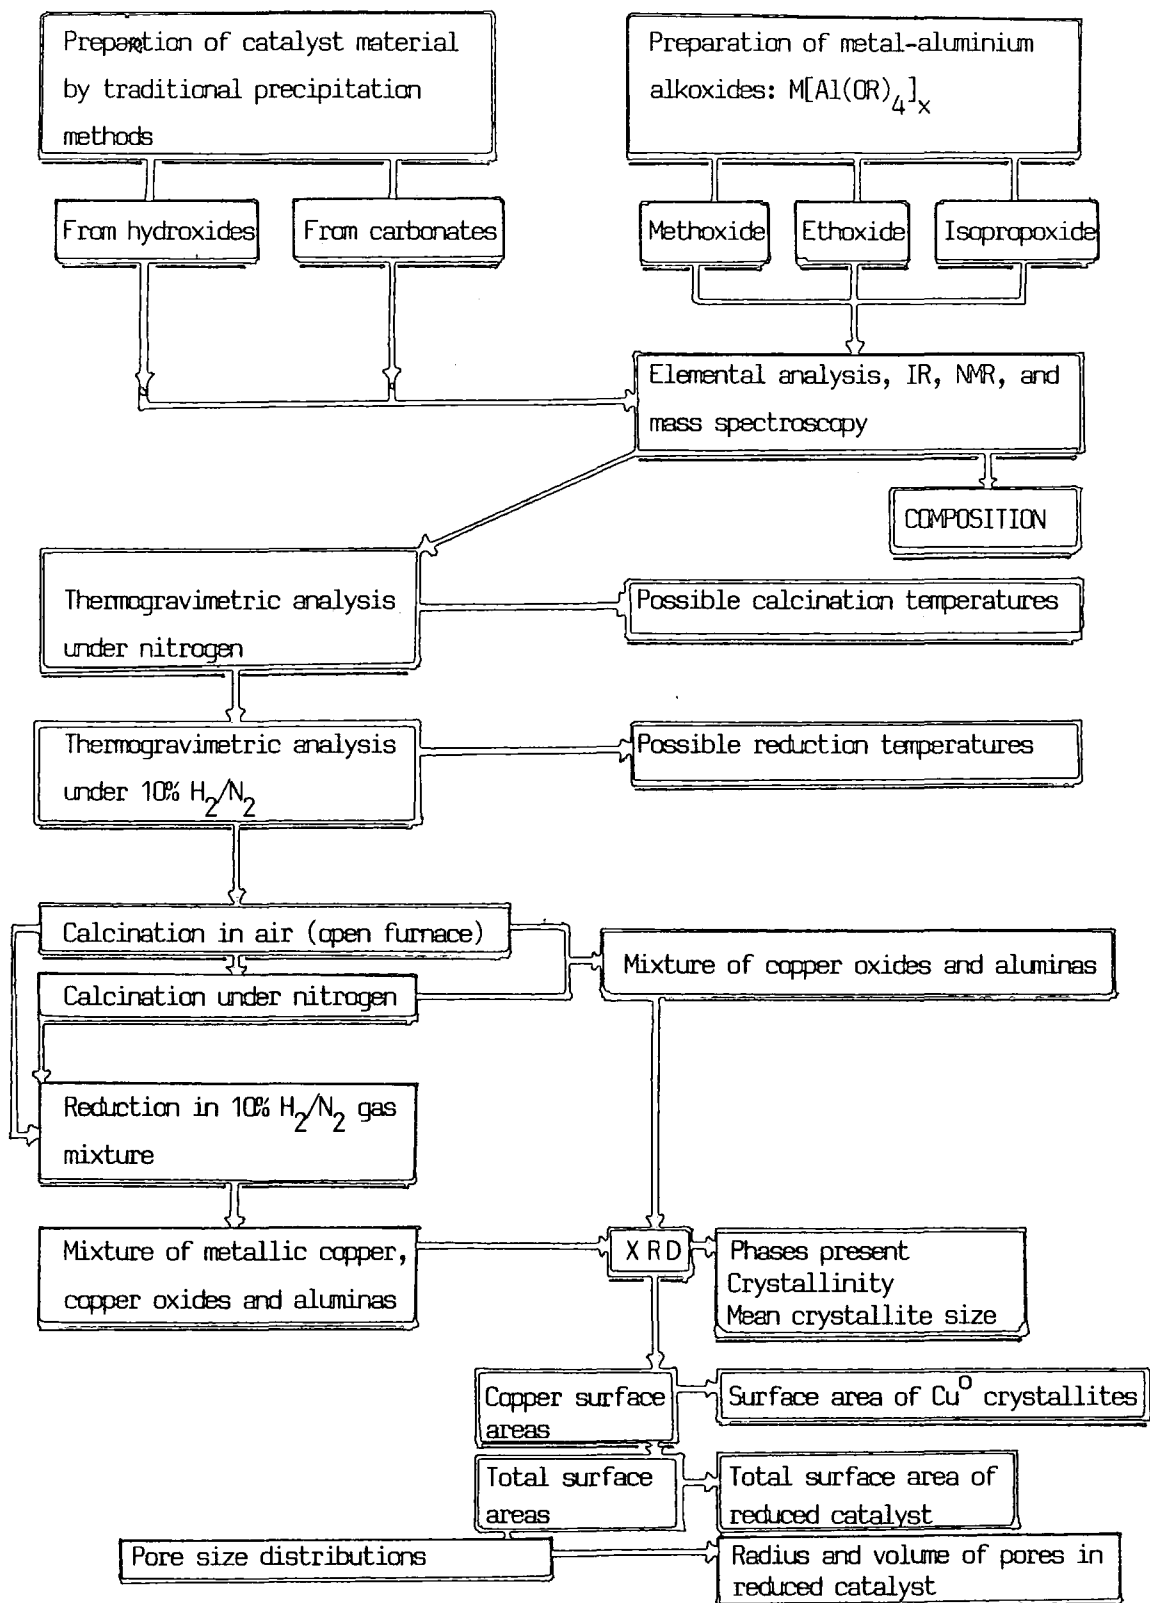 Preparation of catalyst material
by traditional precipitation
methods
Preparation of metal-aluminium
alkoxides: M[Al(OR)4]x
From hydroxides
From carbonates
Methoxide
Ethoxide
Isopropoxide
Elemental analysis, IR, NMR, and
mass spectroscopy
COMPOSITION
Thermogravimetric analysis
under nitrogen
Possible calcination temperatures
Thermogravimetric analysis
under 10% H2/N2
Possible reduction temperatures
Calcination in air (open furnace)
Calcination under nitrogen
Mixture of copper oxides and aluminas
Reduction in 10% H2/N2 gas
mixture
Mixture of metallic copper,
copper oxides and aluminas
XRD
Phases present
Crystallinity
Mean crystallite size
Copper surface
areas
Surface area of Cu⁰ crystallites
Total surface
areas
Total surface area of
reduced catalyst
Pore size distributions
Radius and volume of pores in
reduced catalyst